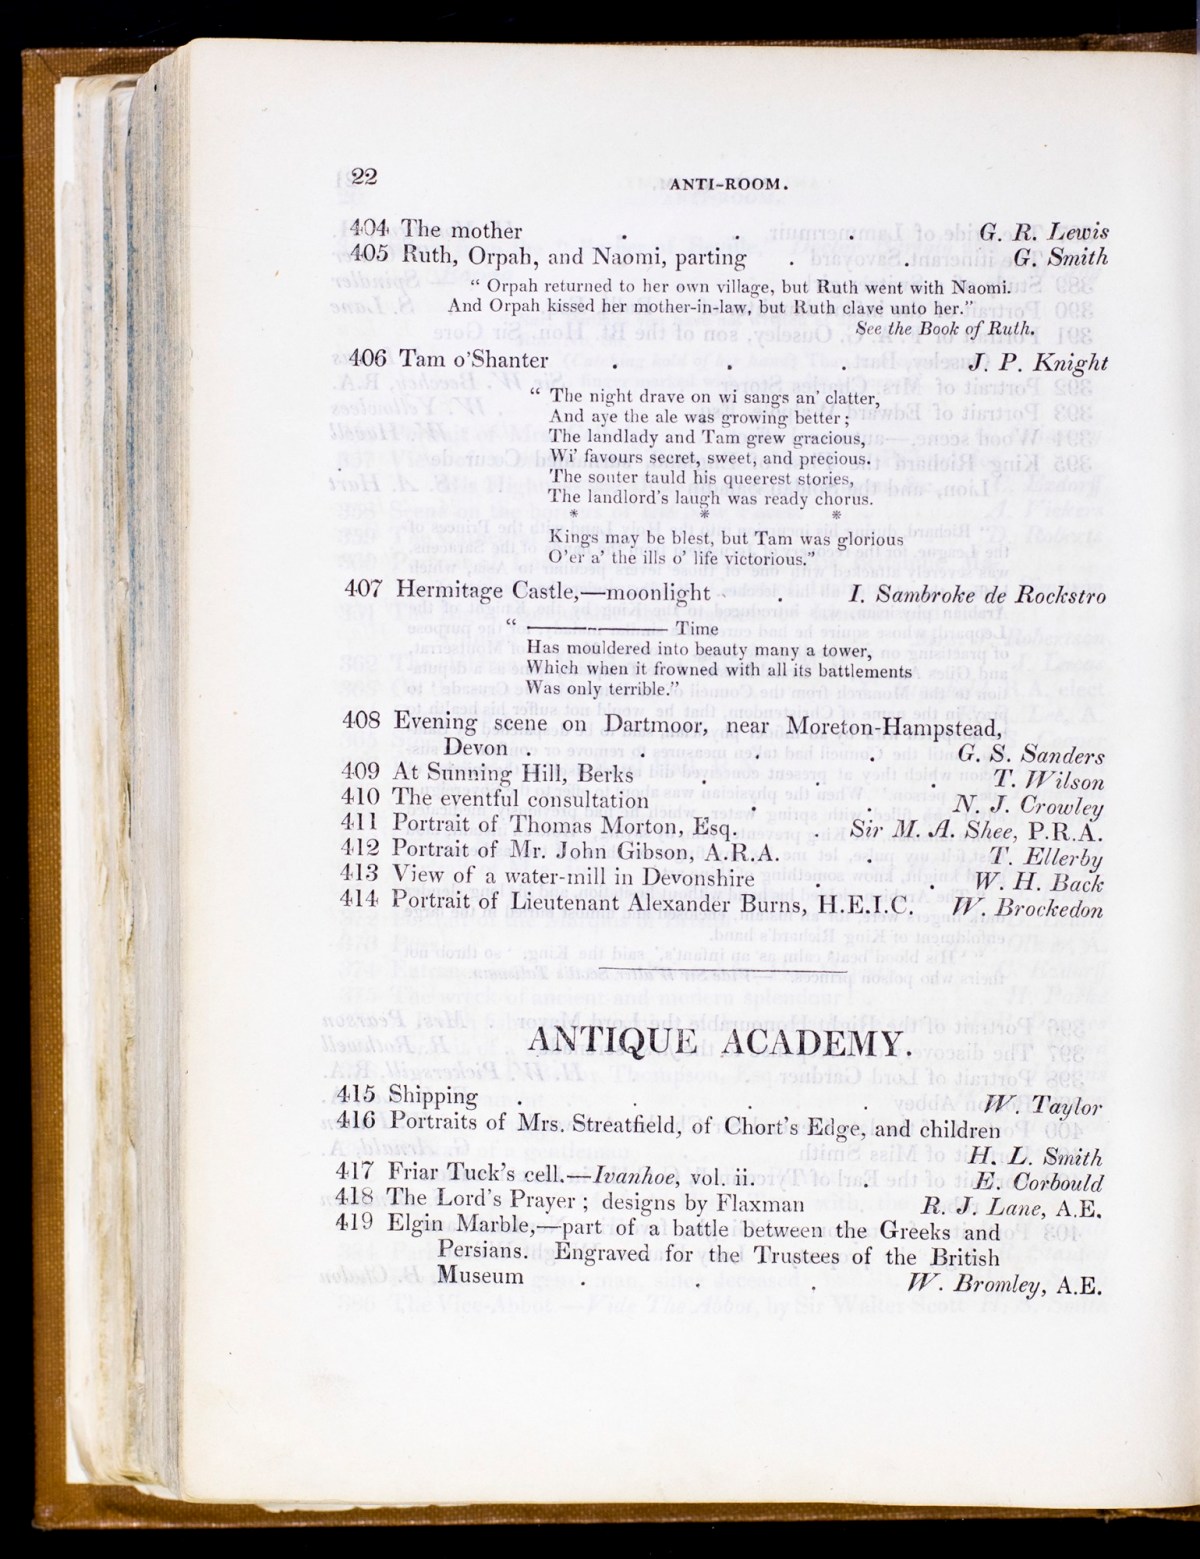 22 ANTI-ROOM.
404 The mother . . . G. R. Lewis
405 Ruth, Orpah, and Naomi, parting . . G. Smith
“ Orpah returned to her own village, but Ruth went with Naomi.
And Orpah kissed her mother-in-law, but Ruth clave unto her.”
See the Book of Ruth.
406 Tam o’Shanter . . . J. P. Knight
“ The night drave on wi sangs an’ clatter,
And aye the ale was growing better ;
The landlady and Tam grew gracious,
Wi’ favours secret, sweet, and precious.
The souter tauld his queerest stories,
The landlord’s laugh was ready chorus.
* * *
Kings may be blest, but Tam was glorious
O’er a’ the ills o’ life victorious.”
407 Hermitage Castle,—moonlight . . I. Sambroke de Rockstro
“ ———————— Time
Has mouldered into beauty many a tower,
Which when it frowned with all its battlements
Was only terrible.”
408 Evening scene on Dartmoor, near Moreton-Hampstead,
Devon . . . . G. S. Sanders
409 At Sunning Hill, Berks . . . T. Wilson
410 The eventful consultation . . N. J. Crowley
411 Portrait of Thomas Morton, Esq. . Sir M. A. Shee, P.R.A.
412 Portrait of Mr. John Gibson, A.R.A. . T. Ellerby
413 View of a water-mill in Devonshire . . W. H. Back
414 Portrait of Lieutenant Alexander Burns, H.E.I.C. W. Brockedon
ANTIQUE ACADEMY.
415 Shipping . . . . W. Taylor
416 Portraits of Mrs. Streatfield, of Chort’s Edge, and children
H. L. Smith
417 Friar Tuck’s cell.—Ivanhoe, vol. ii. . E. Corbould
418 The Lord’s Prayer ; designs by Flaxman R. J. Lane, A.E.
419 Elgin Marble,—part of a battle between the Greeks and
Persians. Engraved for the Trustees of the British
Museum . . . W. Bromley, A.E.